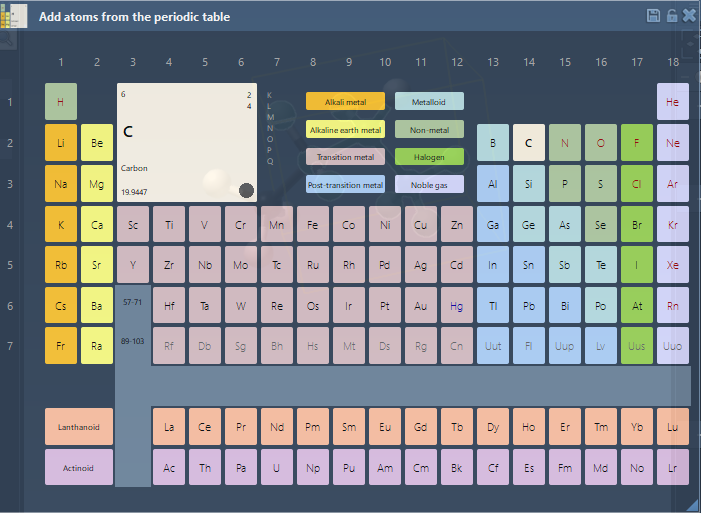 Add atoms from the periodic table
1 2 3 4 5 6 7 8 9 10 11 12 13 14 15 16 17 18
1 H He
6 2
4
C
Carbon
19.9447
K
L
M
N
O
P
Q
Alkali metal Metalloid
Alkaline earth metal Non-metal
Transition metal Halogen
Post-transition metal Noble gas
2 Li Be B C N O F Ne
3 Na Mg Al Si P S Cl Ar
4 K Ca Sc Ti V Cr Mn Fe Co Ni Cu Zn Ga Ge As Se Br Kr
5 Rb Sr Y Zr Nb Mo Tc Ru Rh Pd Ag Cd In Sn Sb Te I Xe
6 Cs Ba 57-71 Hf Ta W Re Os Ir Pt Au Hg Tl Pb Bi Po At Rn
7 Fr Ra 89-103 Rf Db Sg Bh Hs Mt Ds Rg Cn Uut Fl Uup Lv Uus Uuo
Lanthanoid La Ce Pr Nd Pm Sm Eu Gd Tb Dy Ho Er Tm Yb Lu
Actinoid Ac Th Pa U Np Pu Am Cm Bk Cf Es Fm Md No Lr